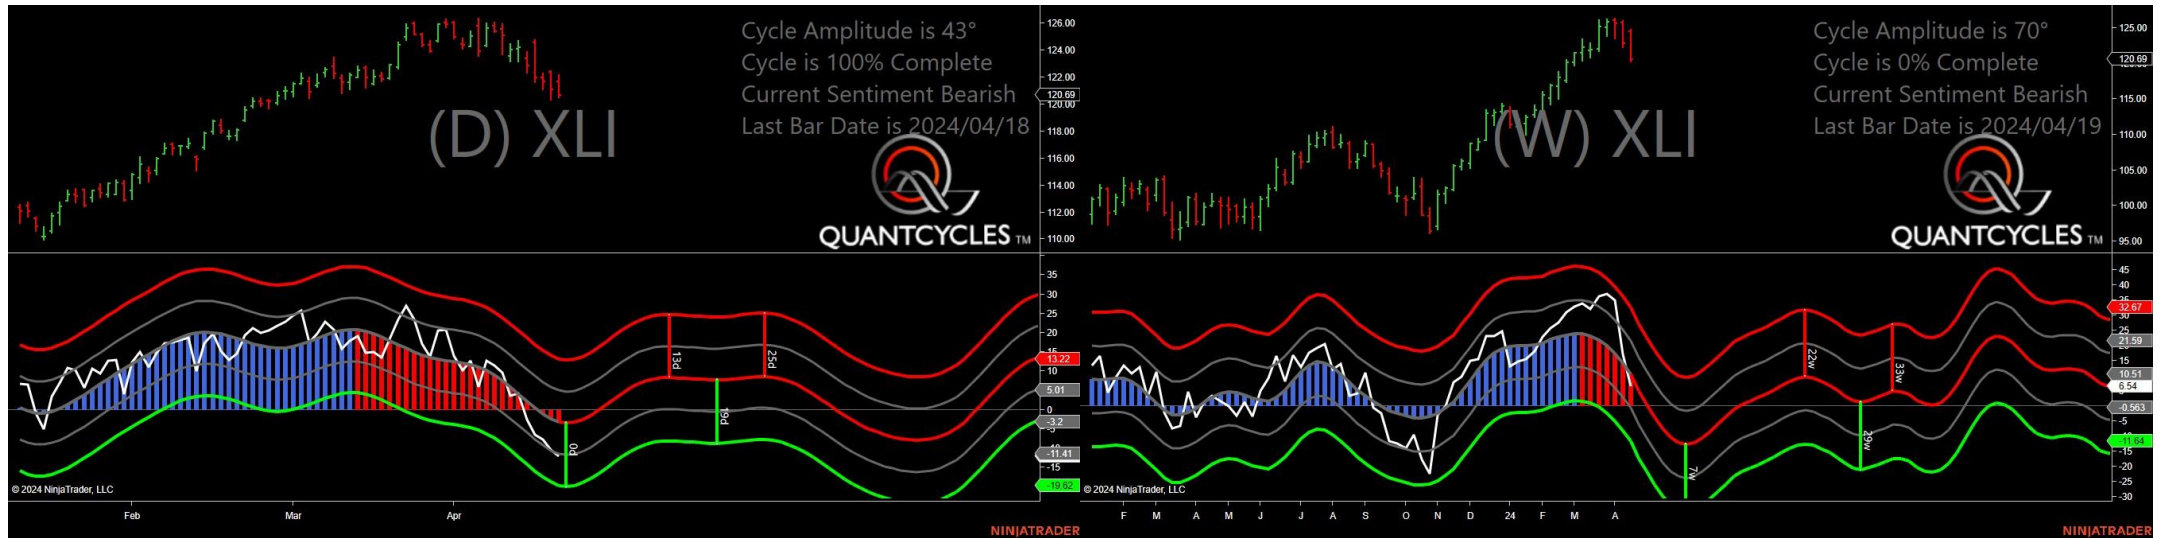 Cycle Amplitude is 43°
Cycle is 100% Complete
Current Sentiment Bearish
Last Bar Date is 2024/04/18
(D) XLI
QUANTCYCLES TM
126.00
124.00
122.00
120.69
120.00
118.00
116.00
114.00
112.00
110.00
35
30
25
20
15
13.22
10
5.01
0
-3.2
-11.41
-15
-19.62
13d
25d
19d
0d
© 2024 NinjaTrader, LLC
Feb Mar Apr
NINJATRADER
Cycle Amplitude is 70°
Cycle is 0% Complete
Current Sentiment Bearish
Last Bar Date is 2024/04/19
(W) XLI
QUANTCYCLES TM
125.00
120.69
115.00
110.00
105.00
100.00
95.00
45
40
32.67
30
25
21.59
15
10.51
6.54
-0.563
-5
-11.64
-15
-20
-25
-30
22w
33w
29w
7w
© 2024 NinjaTrader, LLC
F M A M J J A S O N D 24 F M A
NINJATRADER